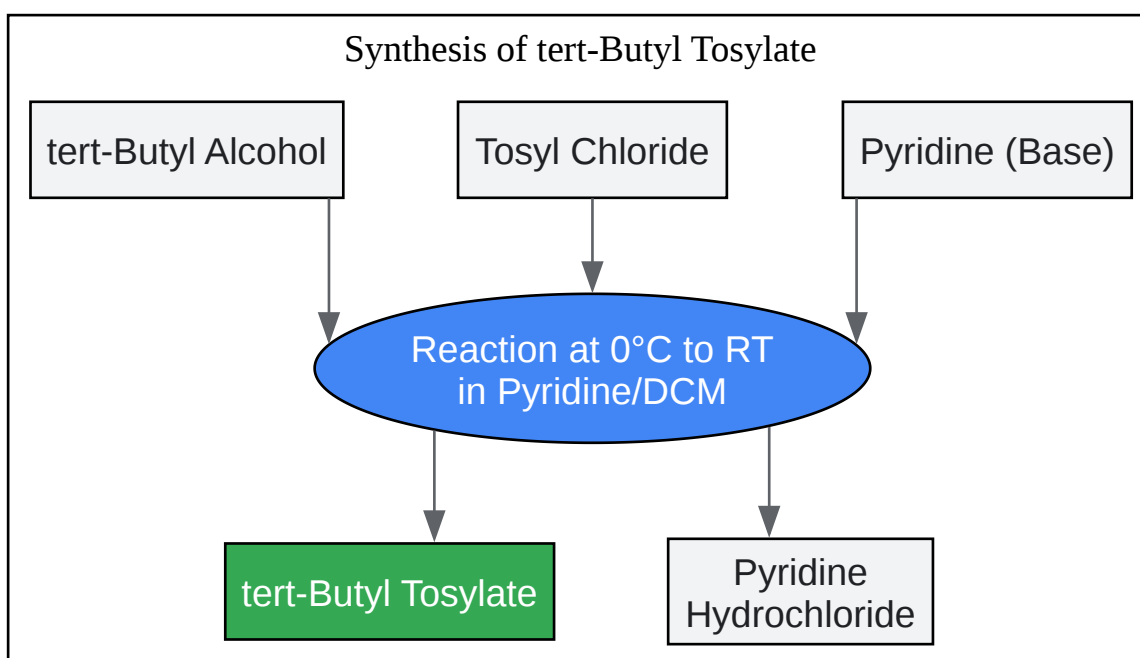 Synthesis of tert-Butyl Tosylate
tert-Butyl Alcohol
Tosyl Chloride
Pyridine (Base)
Reaction at 0°C to RT
in Pyridine/DCM
tert-Butyl Tosylate
Pyridine
Hydrochloride